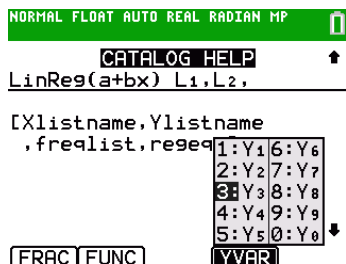 NORMAL FLOAT AUTO REAL RADIAN MP
CATALOG HELP
LinReg(a+bx) L₁,L₂,
[Xlistname,Ylistname
,freqlist,regeq
1:Y₁ 6:Y₆
2:Y₂ 7:Y₇
3:Y₃ 8:Y₈
4:Y₄ 9:Y₉
5:Y₅ 0:Y₀
FRAC FUNC YVAR